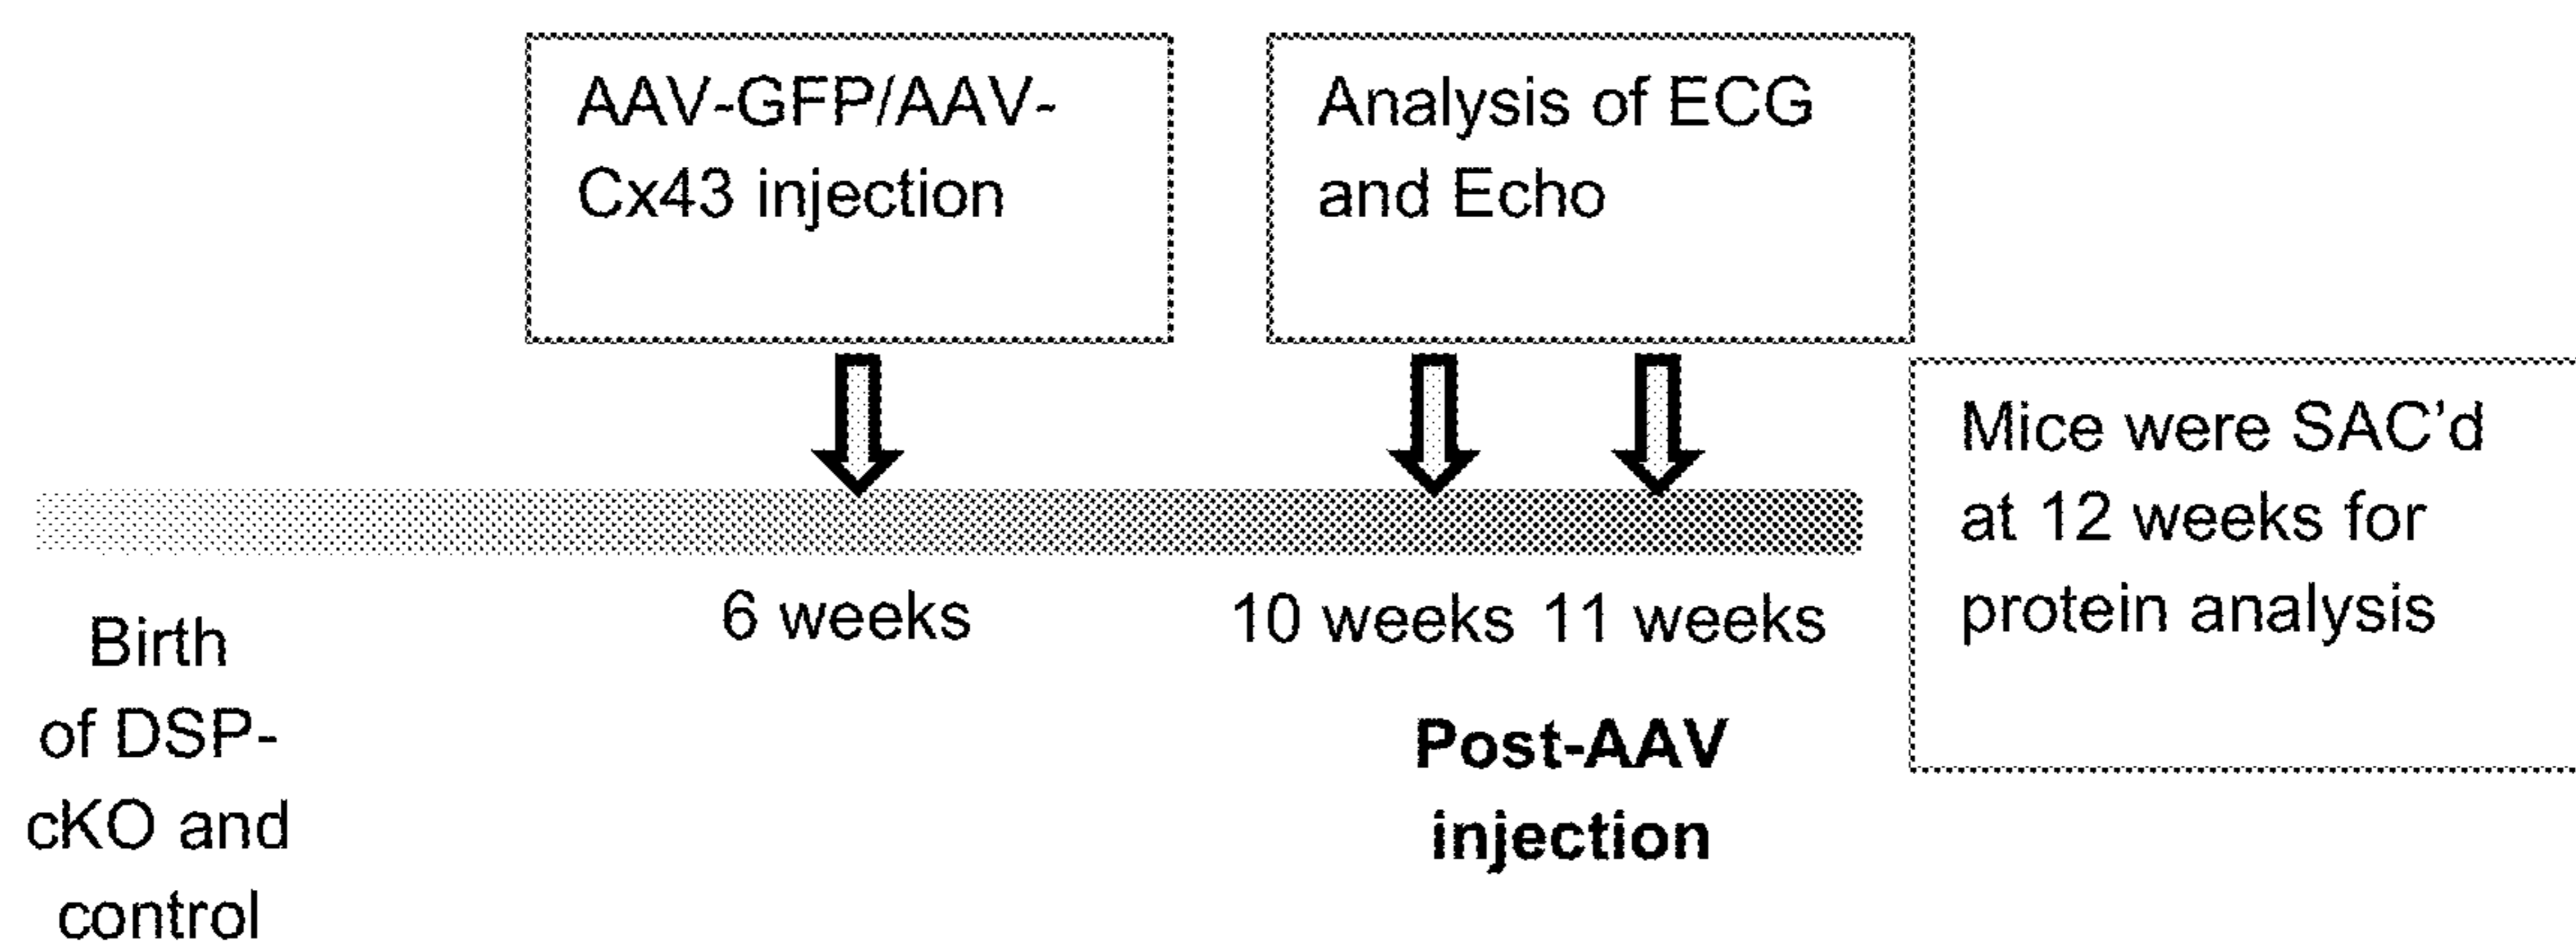 AAV-GFP/AAV-
Cx43 injection
Analysis of ECG
and Echo
Mice were SAC’d
at 12 weeks for
protein analysis
Birth
of DSP-
cKO and
control
6 weeks
10 weeks
11 weeks
Post-AAV
injection